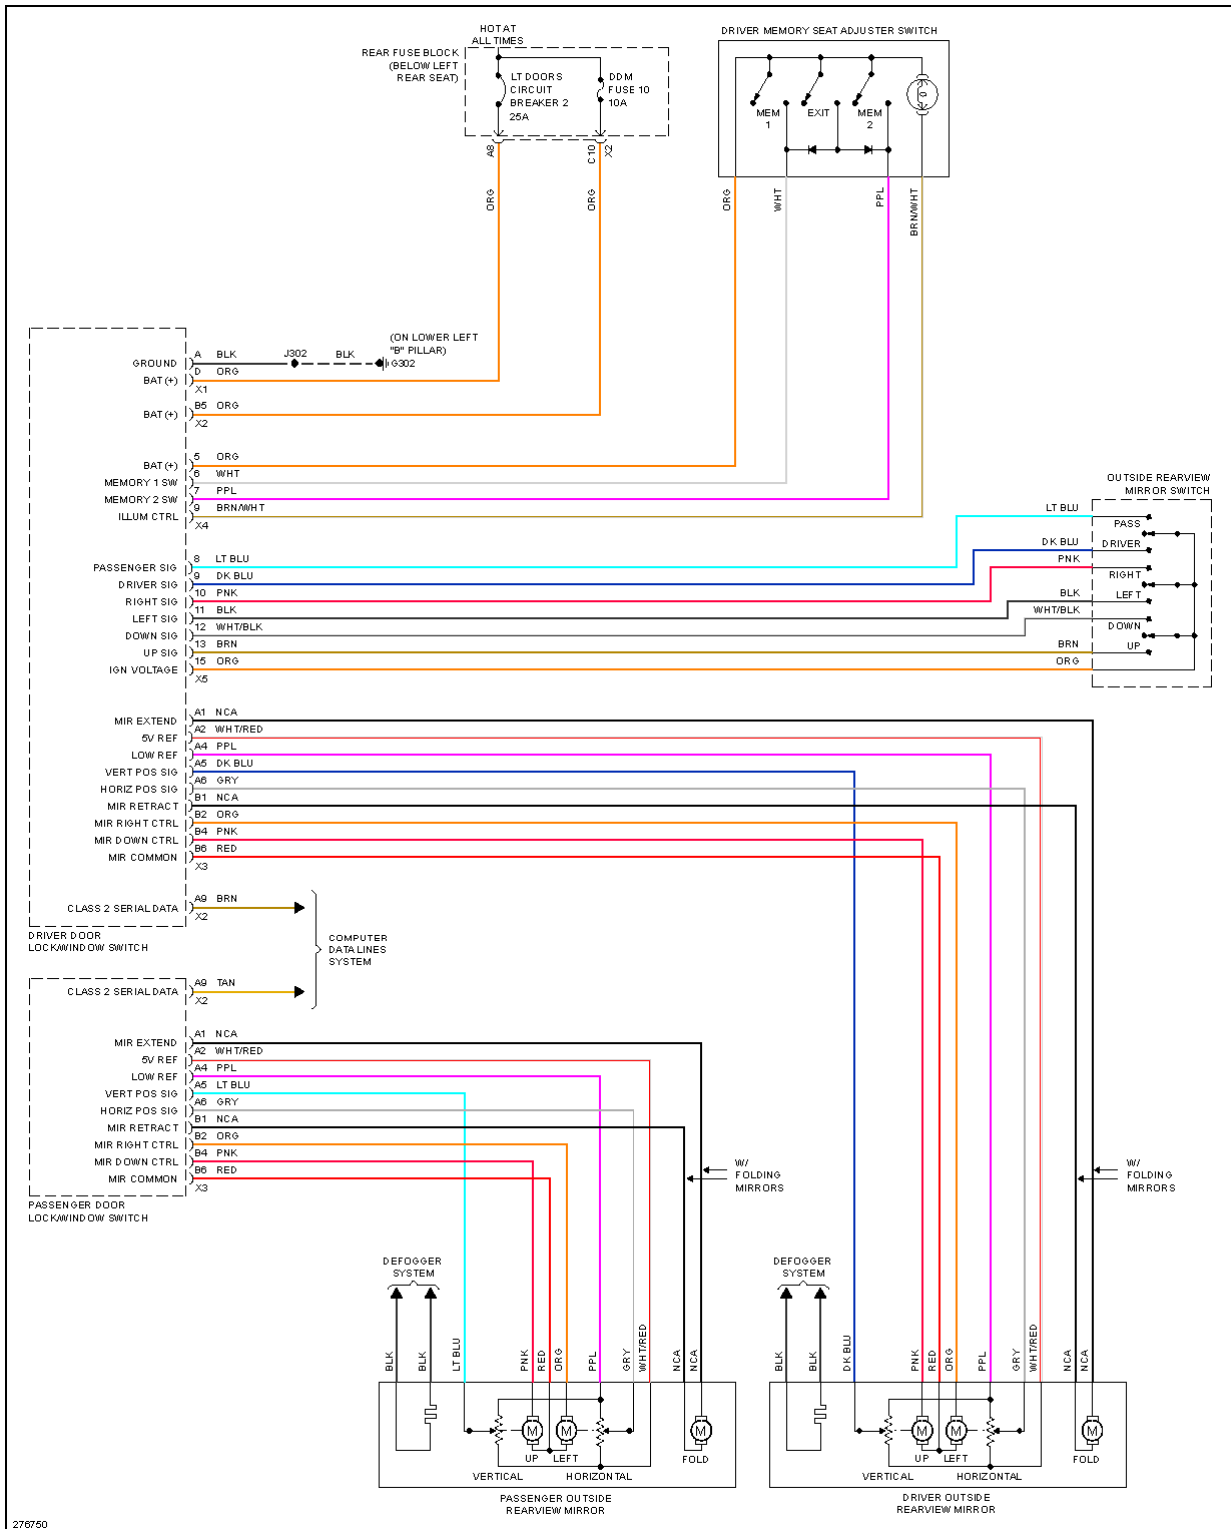 HOT AT
ALL TIMES
REAR FUSE BLOCK
(BELOW LEFT
REAR SEAT)
LT DOORS
CIRCUIT
BREAKER 2
25A
DDM
FUSE 10
10A
A8
C10
X2
ORG
ORG
DRIVER MEMORY SEAT ADJUSTER SWITCH
MEM
1
EXIT
MEM
2
ORG
WHT
PPL
BRN/WHT
GROUND
A BLK
J302
BLK
(ON LOWER LEFT
"B" PILLAR)
G302
BAT (+)
D ORG
X1
BAT (+)
B5 ORG
X2
BAT (+)
5 ORG
MEMORY 1 SW
6 WHT
MEMORY 2 SW
7 PPL
ILLUM CTRL
9 BRN/WHT
X4
PASSENGER SIG
8 LT BLU
DRIVER SIG
9 DK BLU
RIGHT SIG
10 PNK
LEFT SIG
11 BLK
DOWN SIG
12 WHT/BLK
UP SIG
13 BRN
IGN VOLTAGE
15 ORG
X5
OUTSIDE REARVIEW
MIRROR SWITCH
LT BLU
PASS
DK BLU
DRIVER
PNK
RIGHT
BLK
LEFT
WHT/BLK
DOWN
BRN
UP
ORG
MIR EXTEND
A1 NCA
5V REF
A2 WHT/RED
LOW REF
A4 PPL
VERT POS SIG
A5 DK BLU
HORIZ POS SIG
A6 GRY
MIR RETRACT
B1 NCA
MIR RIGHT CTRL
B2 ORG
MIR DOWN CTRL
B4 PNK
MIR COMMON
B6 RED
X3
CLASS 2 SERIAL DATA
A9 BRN
X2
DRIVER DOOR
LOCK/WINDOW SWITCH
COMPUTER
DATA LINES
SYSTEM
CLASS 2 SERIAL DATA
A9 TAN
X2
MIR EXTEND
A1 NCA
5V REF
A2 WHT/RED
LOW REF
A4 PPL
VERT POS SIG
A5 LT BLU
HORIZ POS SIG
A6 GRY
MIR RETRACT
B1 NCA
MIR RIGHT CTRL
B2 ORG
MIR DOWN CTRL
B4 PNK
MIR COMMON
B6 RED
X3
PASSENGER DOOR
LOCK/WINDOW SWITCH
W/
FOLDING
MIRRORS
W/
FOLDING
MIRRORS
DEFOGGER
SYSTEM
BLK
BLK
LT BLU
PNK
RED
ORG
PPL
GRY
WHT/RED
NCA
NCA
M
M
M
UP
LEFT
FOLD
VERTICAL
HORIZONTAL
PASSENGER OUTSIDE
REARVIEW MIRROR
DEFOGGER
SYSTEM
BLK
BLK
DK BLU
PNK
RED
ORG
PPL
GRY
WHT/RED
NCA
NCA
M
M
M
UP
LEFT
FOLD
VERTICAL
HORIZONTAL
DRIVER OUTSIDE
REARVIEW MIRROR
276750